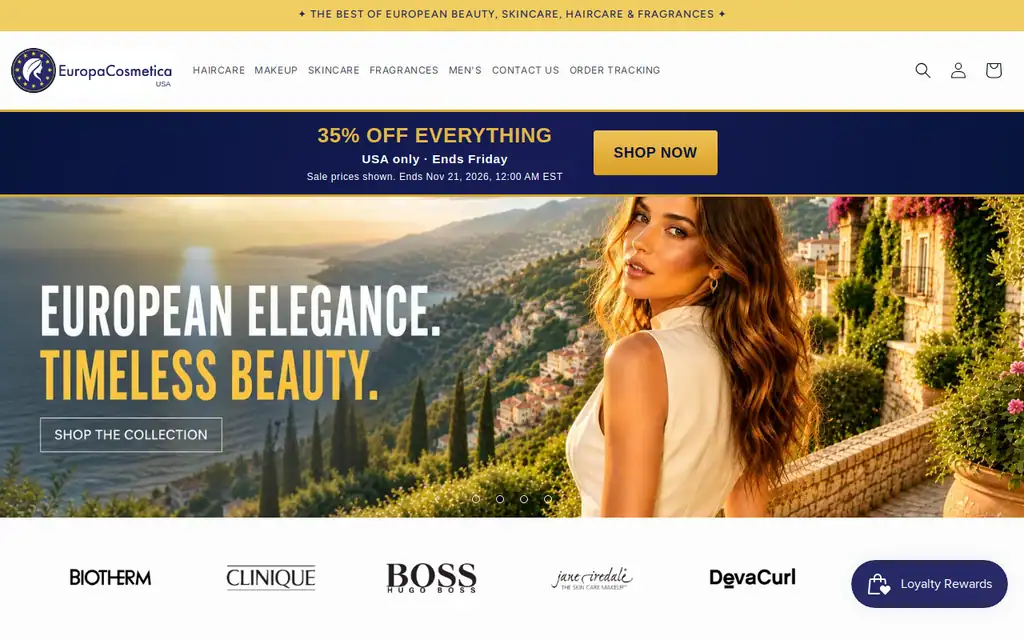 ✦ THE BEST OF EUROPEAN BEAUTY, SKINCARE, HAIRCARE & FRAGRANCES ✦
EuropaCosmetica
USA
HAIRCARE MAKEUP SKINCARE FRAGRANCES MEN'S CONTACT US ORDER TRACKING
35% OFF EVERYTHING
USA only · Ends Friday
Sale prices shown. Ends Nov 21, 2026, 12:00 AM EST
SHOP NOW
EUROPEAN ELEGANCE.
TIMELESS BEAUTY.
SHOP THE COLLECTION
BIOTHERM
CLINIQUE
BOSS
HUGO BOSS
jane iredale
THE SKIN CARE MAKEUP™
DevaCurl
Loyalty Rewards